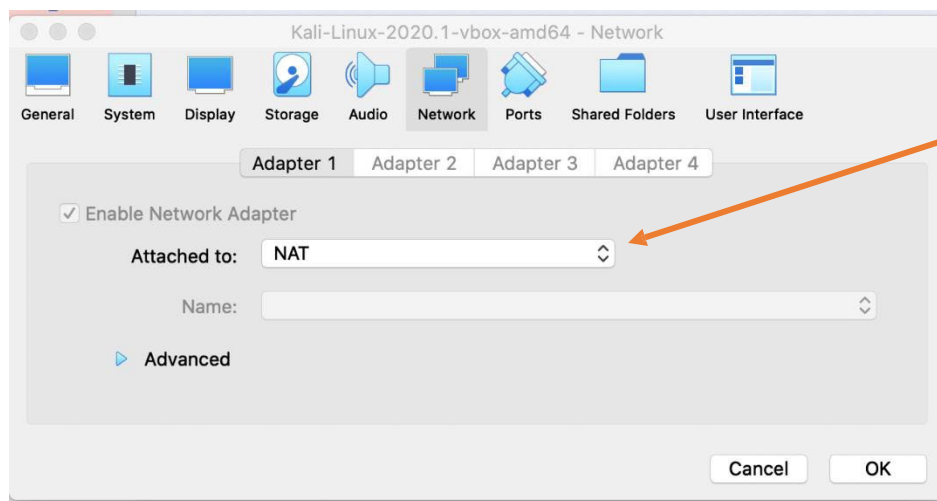 Kali-Linux-2020.1-vbox-amd64 - Network
General System Display Storage Audio Network Ports Shared Folders User Interface
Adapter 1 Adapter 2 Adapter 3 Adapter 4
Enable Network Adapter
Attached to: NAT
Name:
Advanced
Cancel OK